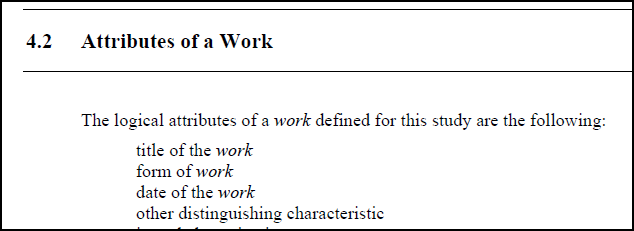 4.2 Attributes of a Work
The logical attributes of a work defined for this study are the following:
title of the work
form of work
date of the work
other distinguishing characteristic